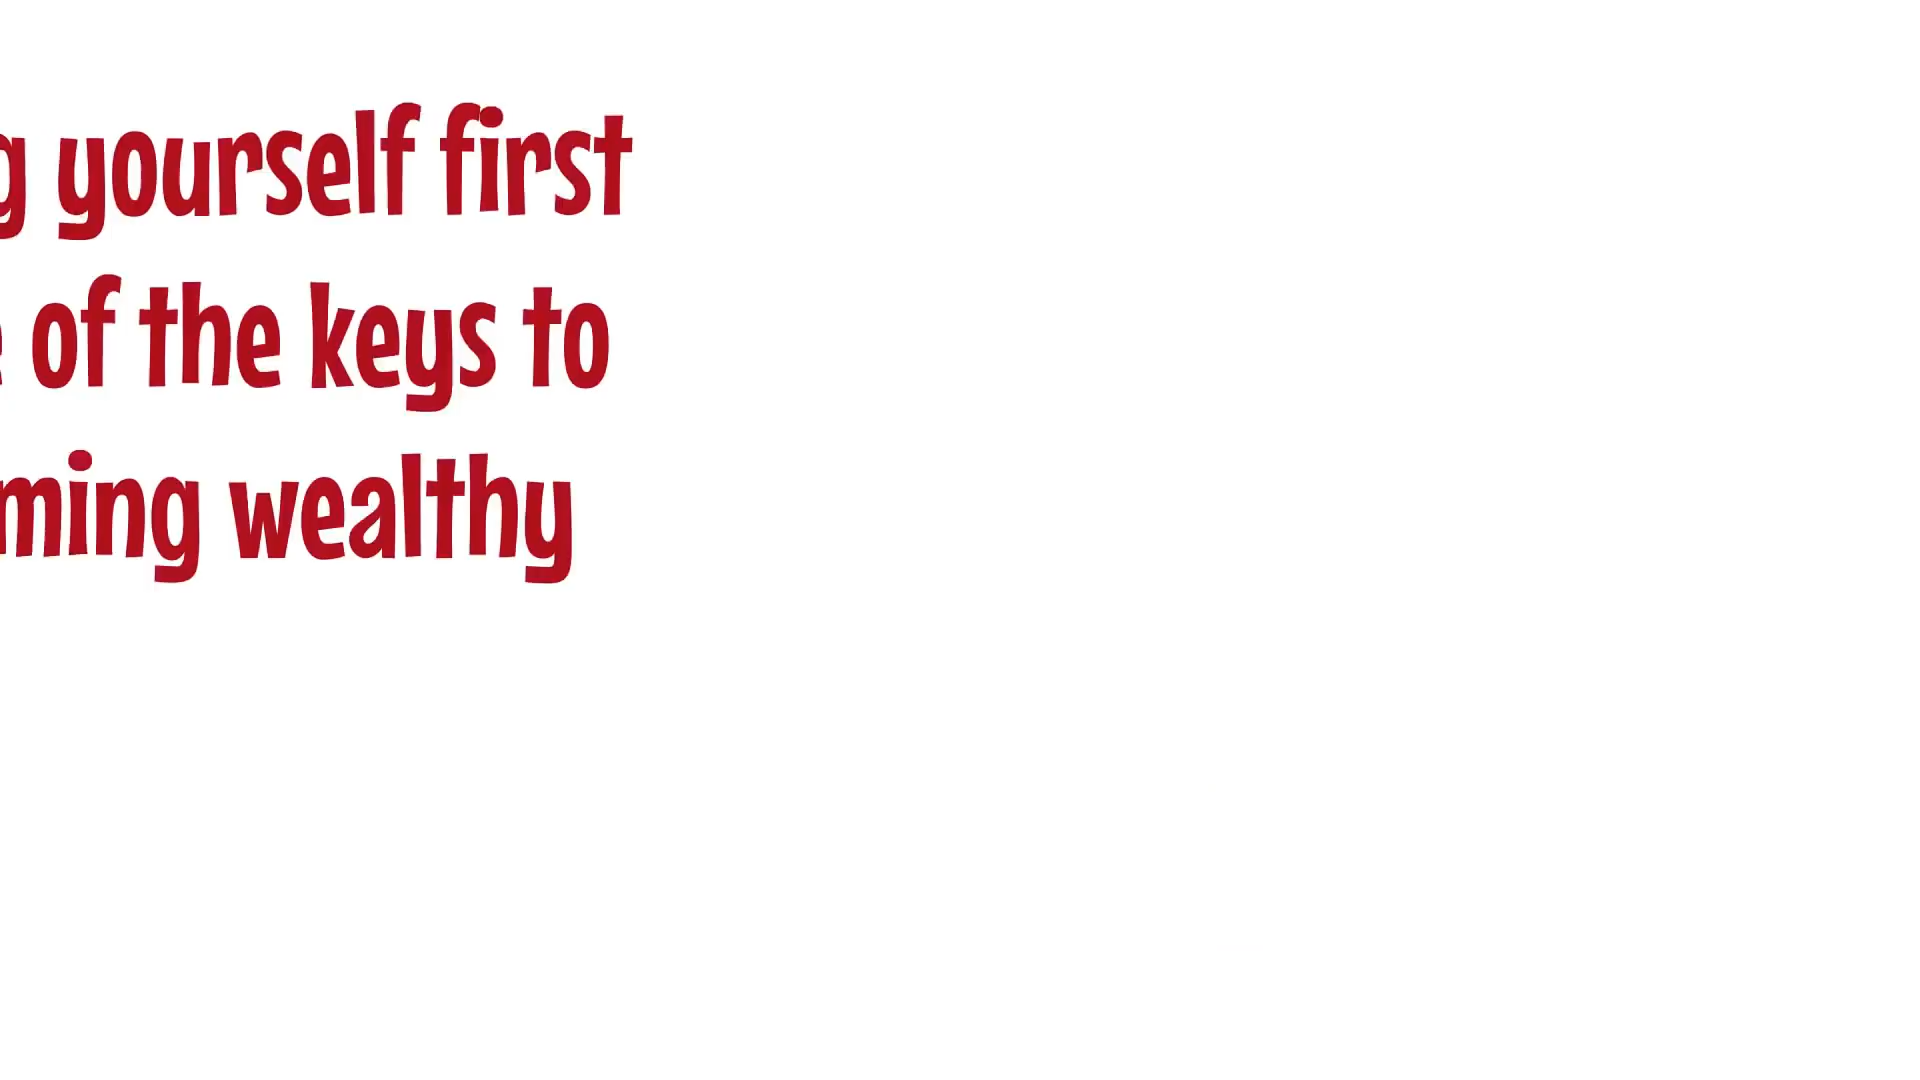 g yourself first
of the keys to
ming wealthy